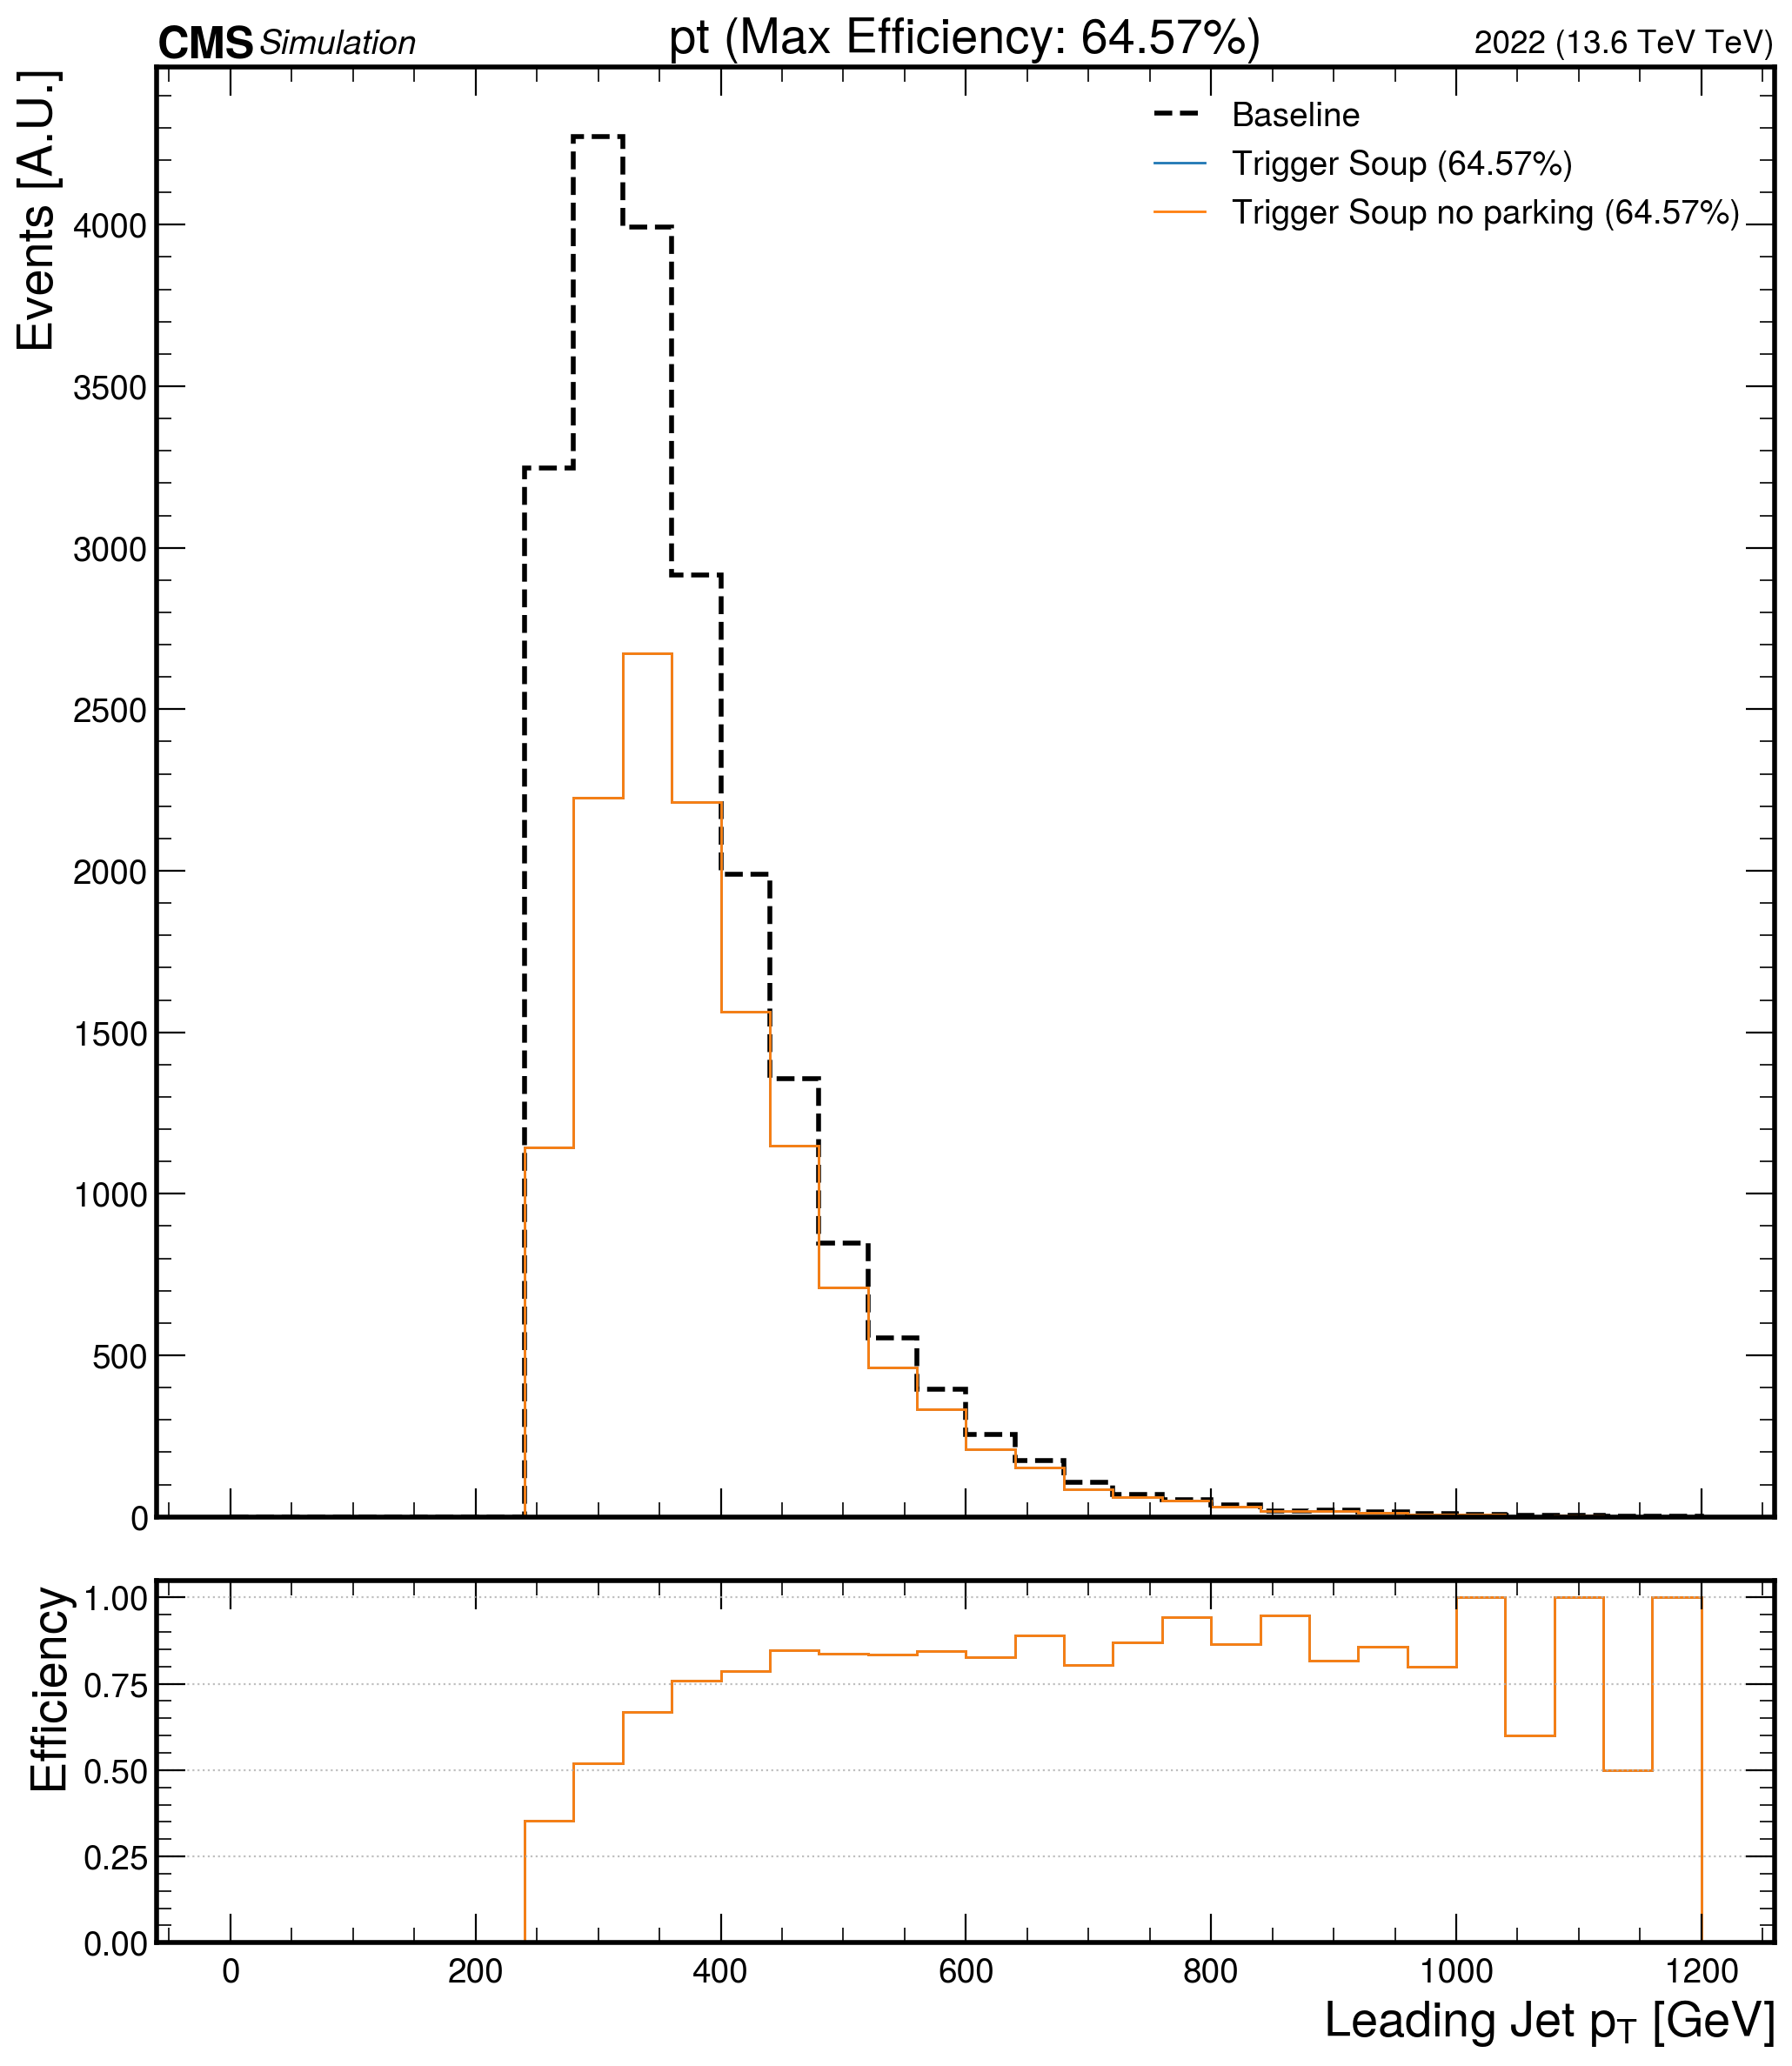 CMS Simulation pt (Max Efficiency: 64.57%) 2022 (13.6 TeV TeV)
Events [A.U.]
Baseline
Trigger Soup (64.57%)
Trigger Soup no parking (64.57%)
4000
3500
3000
2500
2000
1500
1000
500
0
Efficiency
1.00
0.75
0.50
0.25
0.00
0 200 400 600 800 1000 1200
Leading Jet pT [GeV]